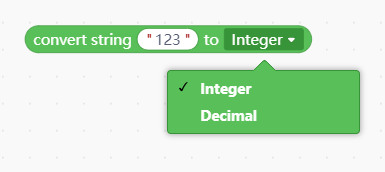 convert string "123" to Integer
✓ Integer
Decimal